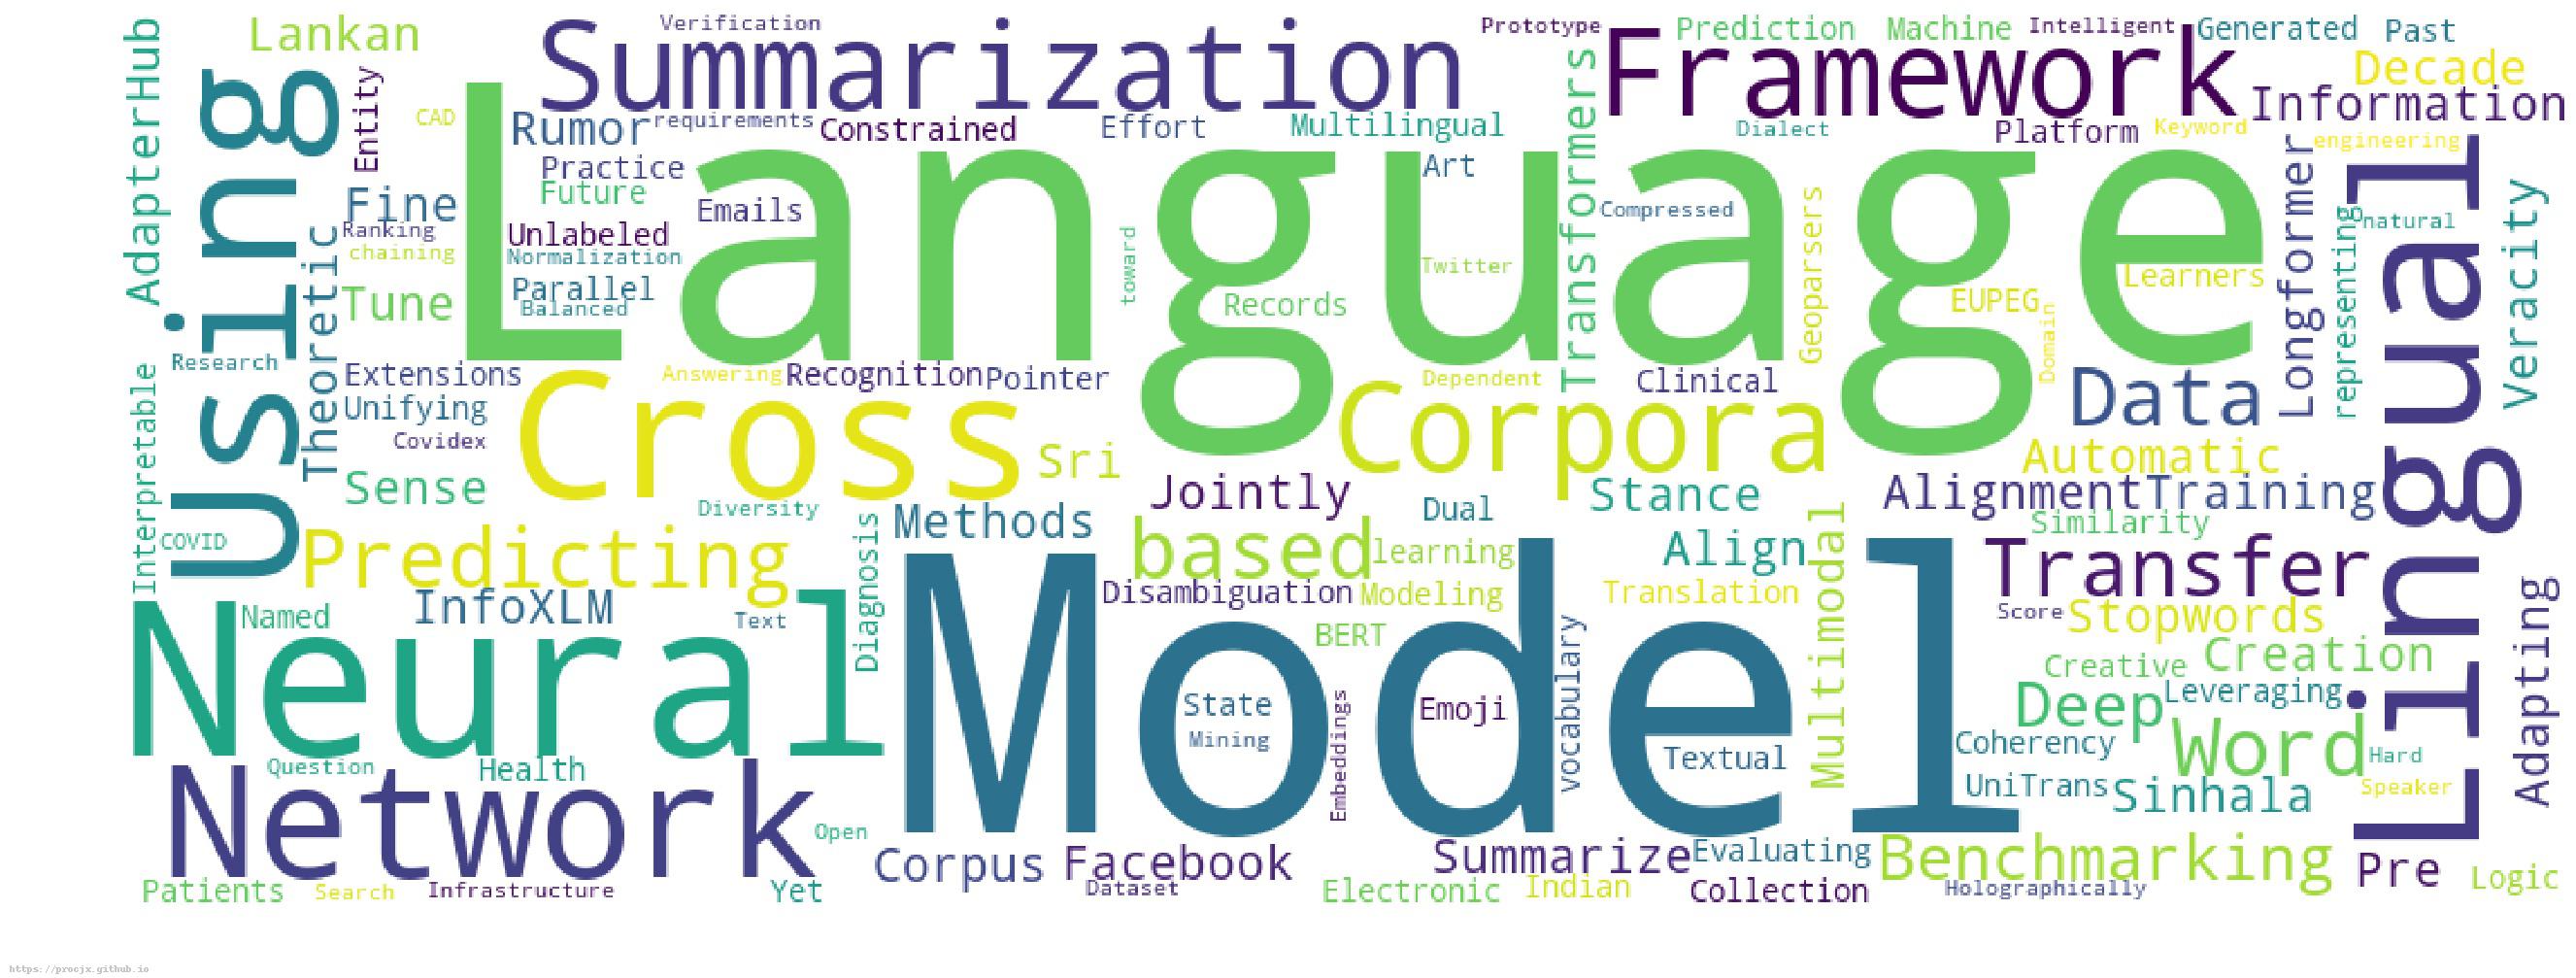 AdapterHub
Lankan
Summarization
Verification
Prototype
Framework
Prediction
Machine
Intelligent
Generated
Past
Decade
Information
Using
Entity
CAD
Rumor
requirements
Constrained
Effort
Multilingual
Transformers
Dialect
Platform
Keyword
engineering
Language
Practice
Future
Emails
Art
Compressed
Geoparsers
Longformer
representing
natural
Lingual
Veracity
Fine
Ranking
chaining
Theoretic
Unlabeled
Normalization
Parallel
Balanced
toward
Twitter
Records
EUPEG
Learners
Domain
Tune
Research
Interpretable
Extensions
Unifying
Covidex
Answering
Recognition
Pointer
Dependent
Clinical
Data
Cross
Sri
Corpora
Automatic
Sense
Diversity
Methods
Jointly
Dual
Stance
Alignment
Training
Similarity
COVID
Predicting
Diagnosis
based
learning
Align
Multimodal
Transfer
Named
InfoXLM
Text
Disambiguation
Modeling
Translation
Score
Stopwords
Neural
Model
BERT
vocabulary
Creative
Creation
Adapting
State
Mining
Embeddings
Emoji
Textual
Deep
Leveraging
Coherency
Word
Hard
Question
Health
UniTrans
Sinhala
Speaker
Network
Open
Corpus
Facebook
Summarize
Evaluating
Benchmarking
Pre
Logic
Patients
Search
Infrastructure
Yet
Dataset
Electronic
Indian
Collection
Holographically
https://procjx.github.io